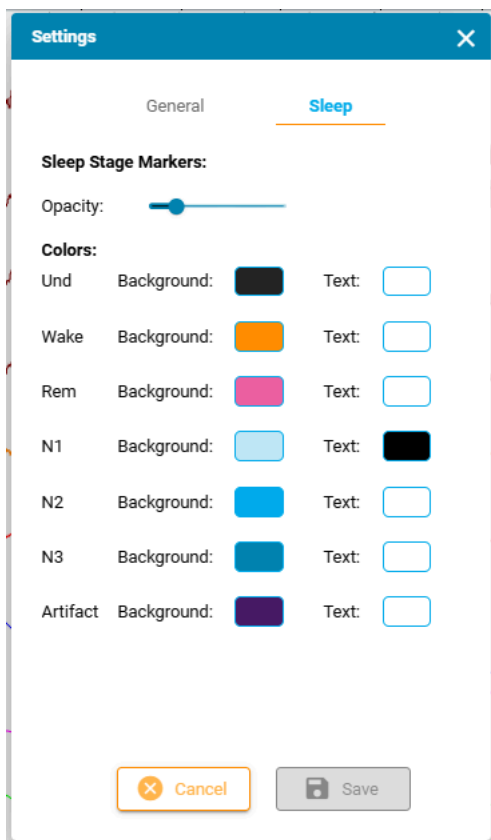 Settings
General Sleep
Sleep Stage Markers:
Opacity:
Colors:
Und Background: Text:
Wake Background: Text:
Rem Background: Text:
N1 Background: Text:
N2 Background: Text:
N3 Background: Text:
Artifact Background: Text:
Cancel Save